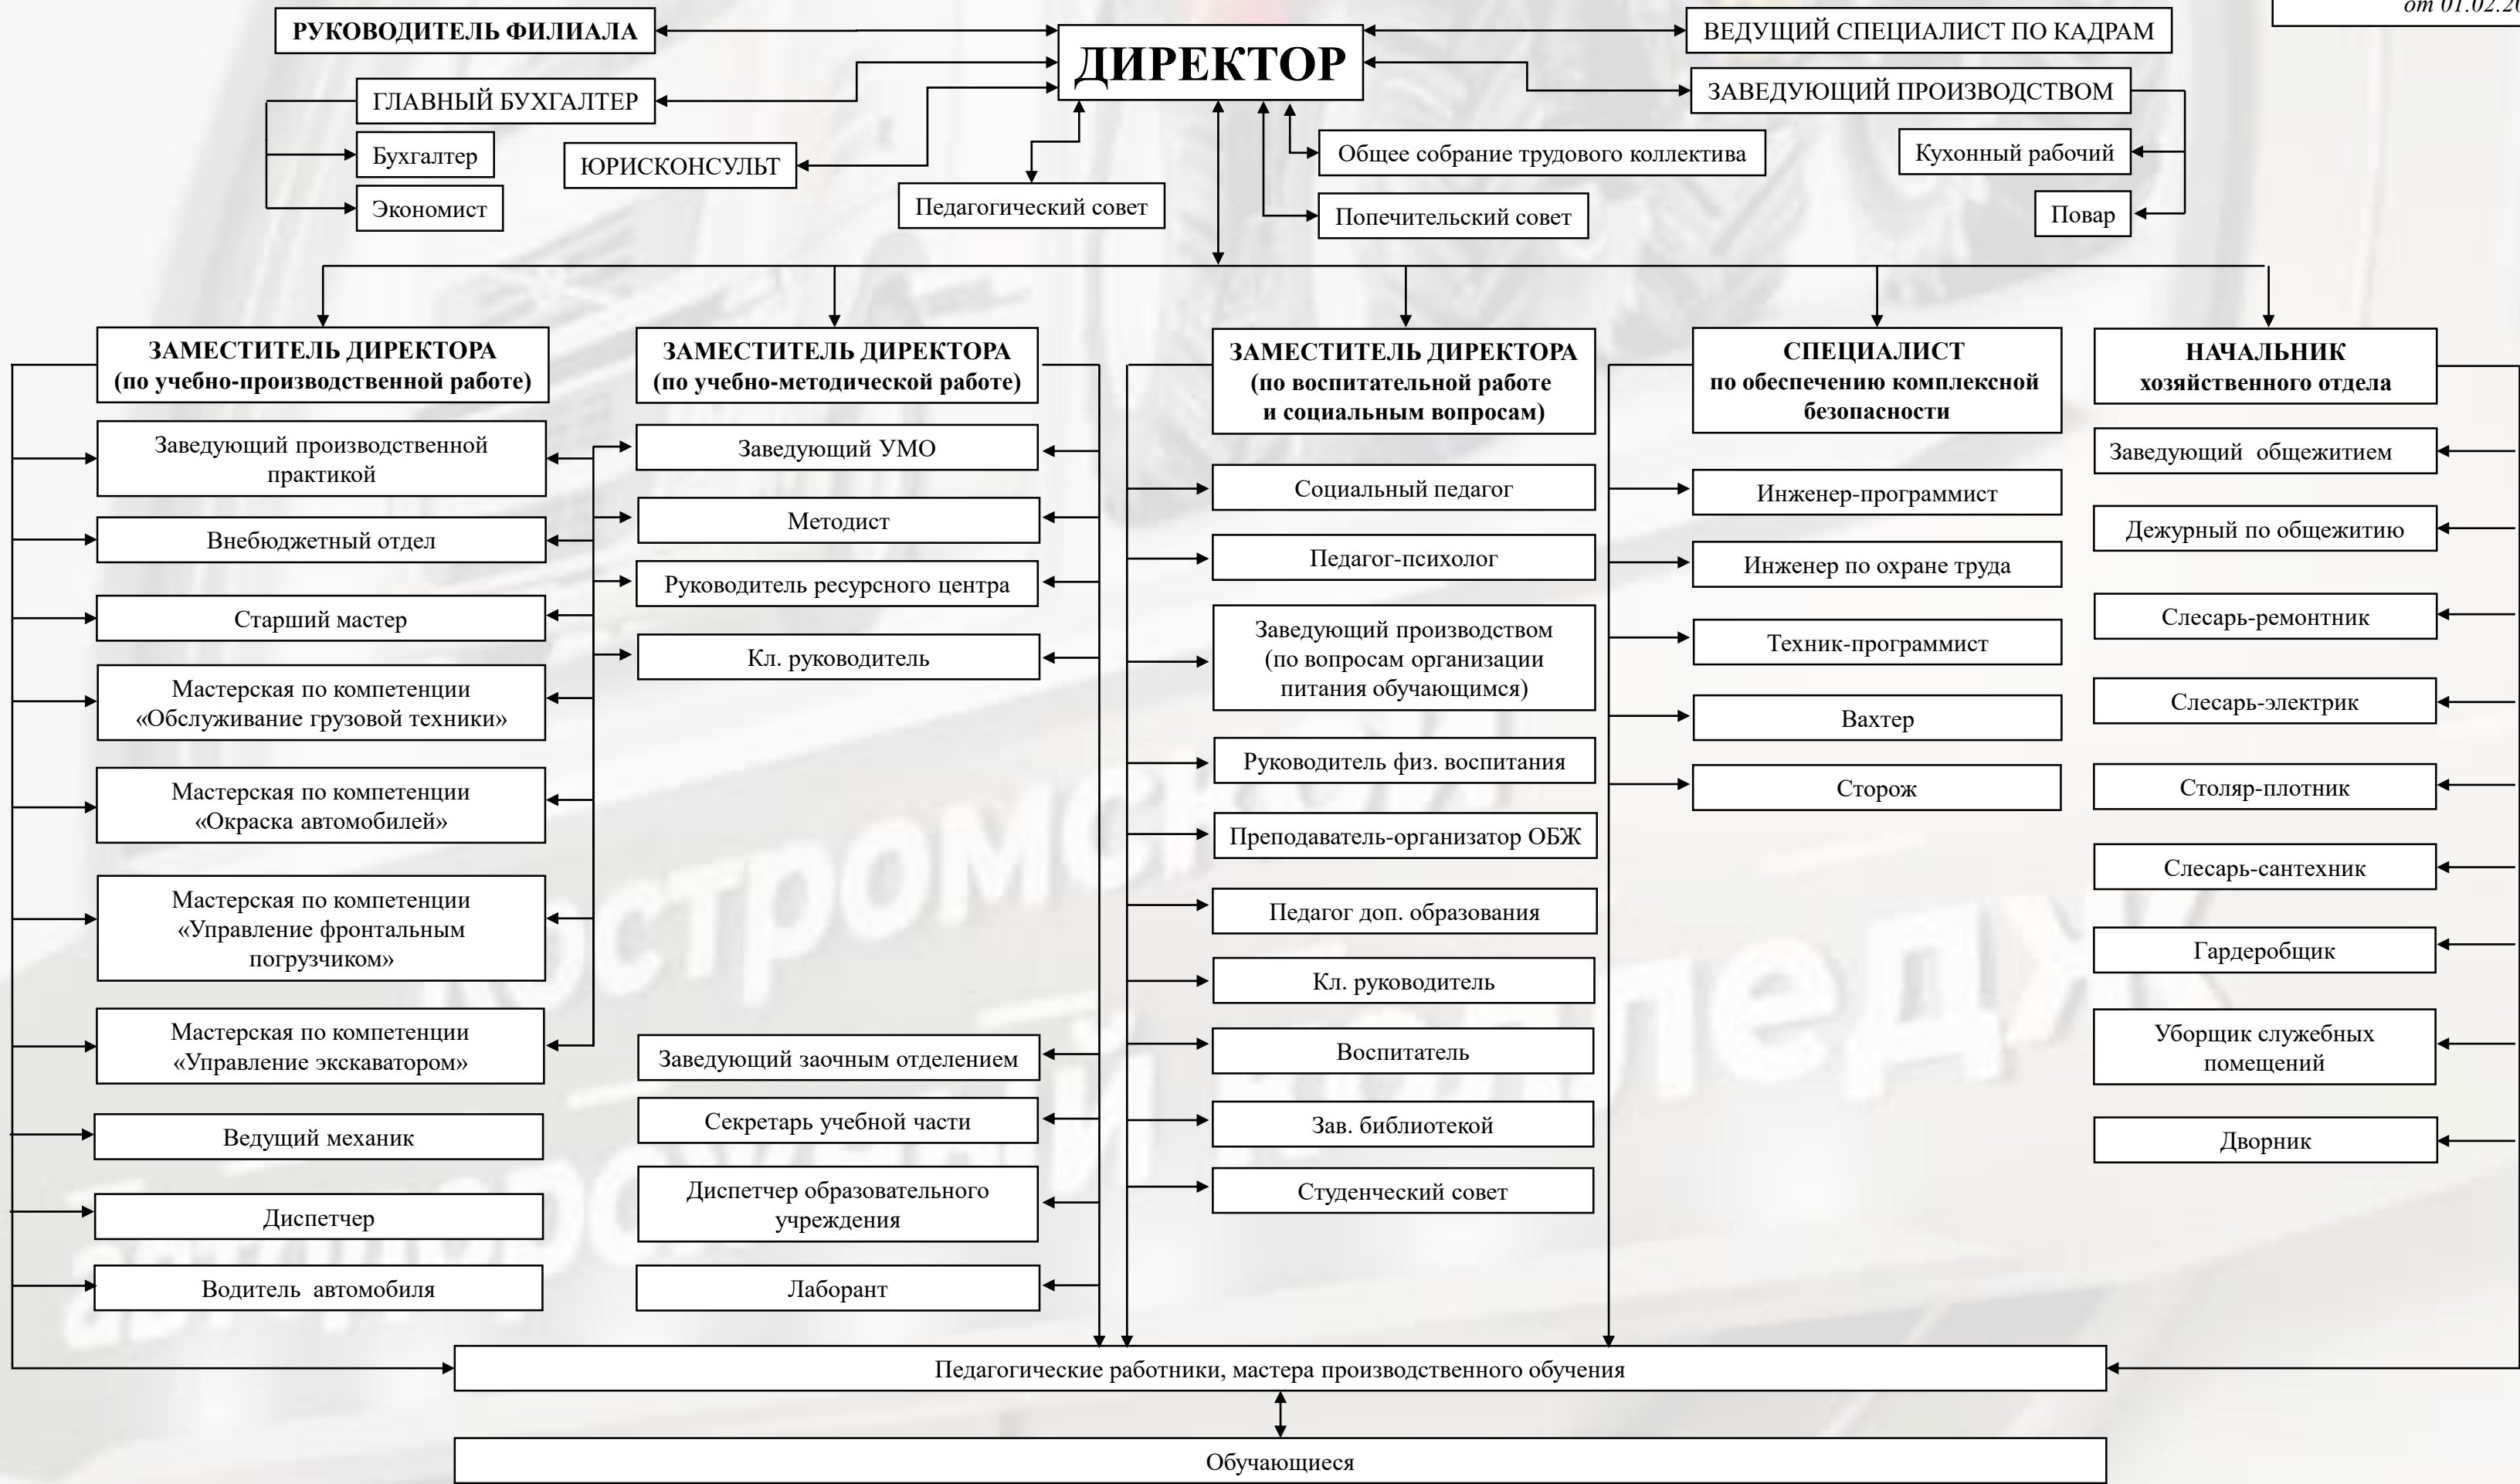 от 01.02.20
РУКОВОДИТЕЛЬ ФИЛИАЛА
ДИРЕКТОР
ВЕДУЩИЙ СПЕЦИАЛИСТ ПО КАДРАМ
ГЛАВНЫЙ БУХГАЛТЕР
ЗАВЕДУЮЩИЙ ПРОИЗВОДСТВОМ
Бухгалтер
Экономист
ЮРИСКОНСУЛЬТ
Педагогический совет
Общее собрание трудового коллектива
Попечительский совет
Кухонный рабочий
Повар
ЗАМЕСТИТЕЛЬ ДИРЕКТОРА
(по учебно-производственной работе)
Заведующий производственной
практикой
Внебюджетный отдел
Старший мастер
Мастерская по компетенции
«Обслуживание грузовой техники»
Мастерская по компетенции
«Окраска автомобилей»
Мастерская по компетенции
«Управление фронтальным
погрузчиком»
Мастерская по компетенции
«Управление экскаватором»
Ведущий механик
Диспетчер
Водитель автомобиля
ЗАМЕСТИТЕЛЬ ДИРЕКТОРА
(по учебно-методической работе)
Заведующий УМО
Методист
Руководитель ресурсного центра
Кл. руководитель
Заведующий заочным отделением
Секретарь учебной части
Диспетчер образовательного
учреждения
Лаборант
ЗАМЕСТИТЕЛЬ ДИРЕКТОРА
(по воспитательной работе
и социальным вопросам)
Социальный педагог
Педагог-психолог
Заведующий производством
(по вопросам организации
питания обучающимся)
Руководитель физ. воспитания
Преподаватель-организатор ОБЖ
Педагог доп. образования
Кл. руководитель
Воспитатель
Зав. библиотекой
Студенческий совет
СПЕЦИАЛИСТ
по обеспечению комплексной
безопасности
Инженер-программист
Инженер по охране труда
Техник-программист
Вахтер
Сторож
НАЧАЛЬНИК
хозяйственного отдела
Заведующий общежитием
Дежурный по общежитию
Слесарь-ремонтник
Слесарь-электрик
Столяр-плотник
Слесарь-сантехник
Гардеробщик
Уборщик служебных
помещений
Дворник
Педагогические работники, мастера производственного обучения
Обучающиеся